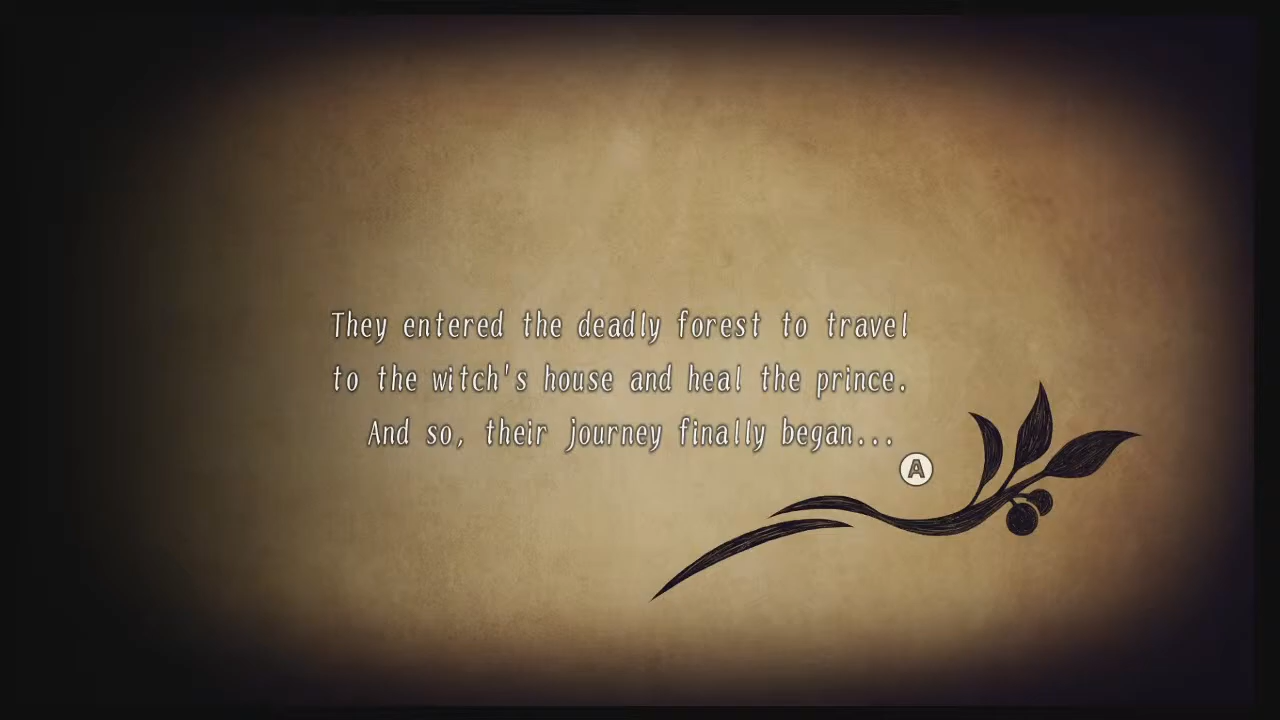 They entered the deadly forest to travel
to the witch's house and heal the prince.
And so, their journey finally began...
A